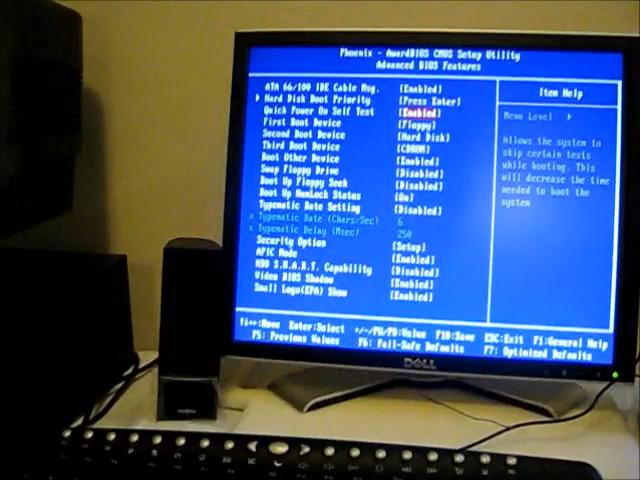 Phoenix - AwardBIOS CMOS Setup Utility
Advanced BIOS Features
ATA 66/100 IDE Cable Msg. [Enabled]
Hard Disk Boot Priority [Press Enter]
Quick Power On Self Test [Enabled]
First Boot Device [Floppy]
Second Boot Device [Hard Disk]
Third Boot Device [CDROM]
Boot Other Device [Enabled]
Swap Floppy Drive [Disabled]
Boot Up Floppy Seek [Disabled]
Boot Up NumLock Status [On]
Typematic Rate Setting [Disabled]
x Typematic Rate (Chars/Sec) 6
x Typematic Delay (Msec) 250
Security Option [Setup]
APIC Mode [Enabled]
HDD S.M.A.R.T. Capability [Disabled]
Video BIOS Shadow [Enabled]
Small Logo(EPA) Show [Enabled]
Item Help
Menu Level
Allows the system to
skip certain tests
while booting. This
will decrease the time
needed to boot the
system
↑↓→←:Move Enter:Select +/-/PU/PD:Value F10:Save ESC:Exit F1:General Help
F5: Previous Values F6: Fail-Safe Defaults F7: Optimized Defaults
DELL